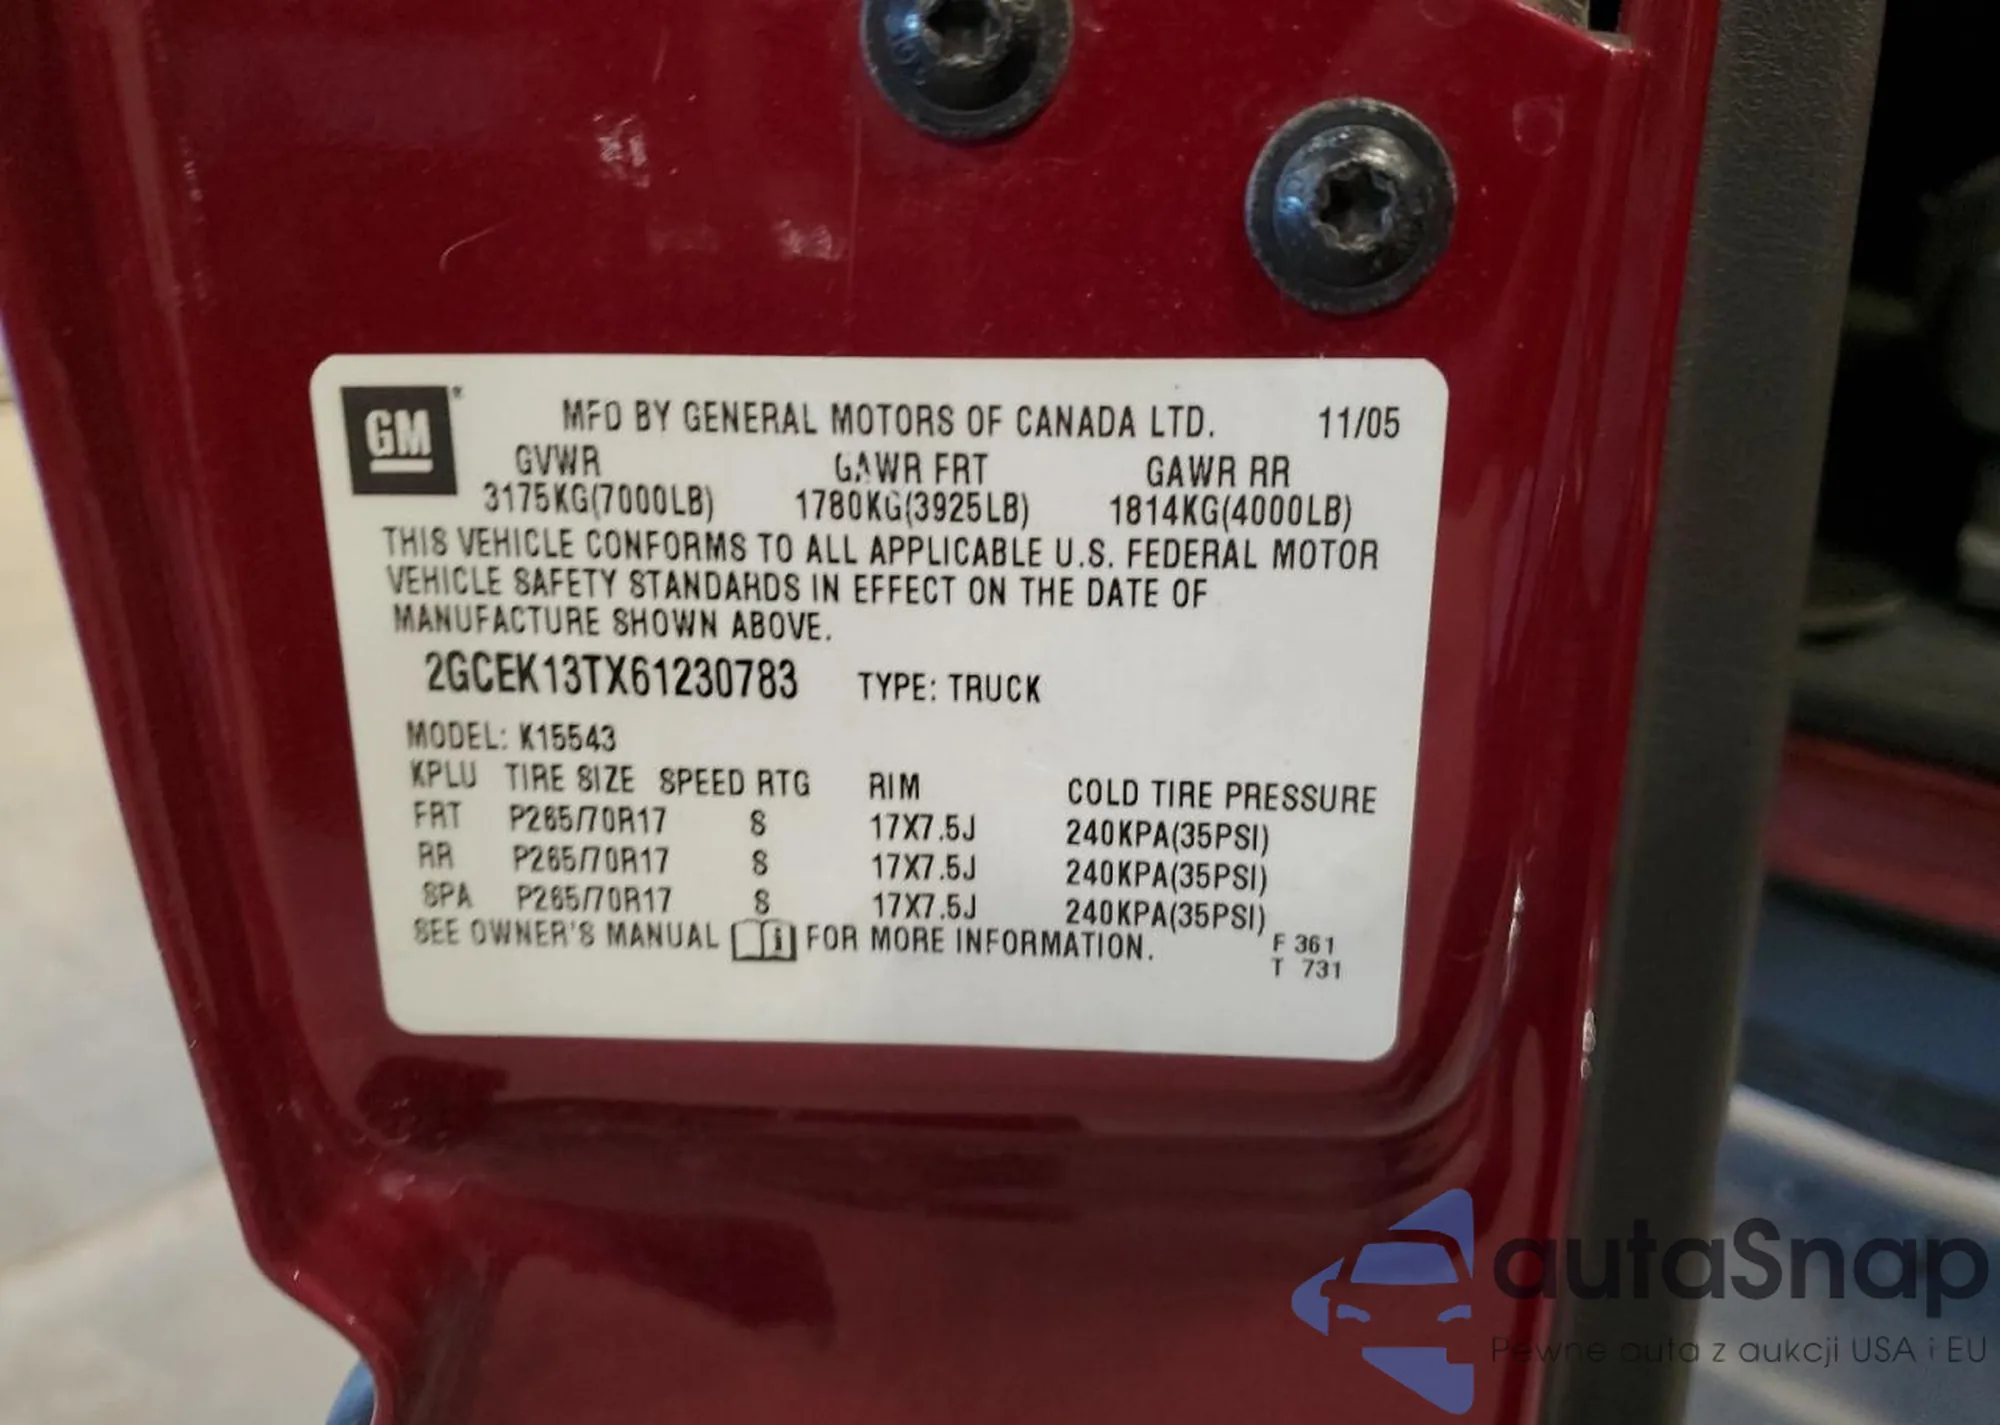 GM
MFD BY GENERAL MOTORS OF CANADA LTD. 11/05
GVWR GAWR FRT GAWR RR
3175KG(7000LB) 1780KG(3925LB) 1814KG(4000LB)
THIS VEHICLE CONFORMS TO ALL APPLICABLE U.S. FEDERAL MOTOR
VEHICLE SAFETY STANDARDS IN EFFECT ON THE DATE OF
MANUFACTURE SHOWN ABOVE.
2GCEK13TX61230783 TYPE: TRUCK
MODEL: K15543
KPLU TIRE SIZE SPEED RTG RIM COLD TIRE PRESSURE
FRT P265/70R17 S 17X7.5J 240KPA(35PSI)
RR P265/70R17 S 17X7.5J 240KPA(35PSI)
SPA P265/70R17 S 17X7.5J 240KPA(35PSI)
SEE OWNER'S MANUAL FOR MORE INFORMATION.
F 361
T 731
autaSnap
Pewne auta z aukcji USA i EU